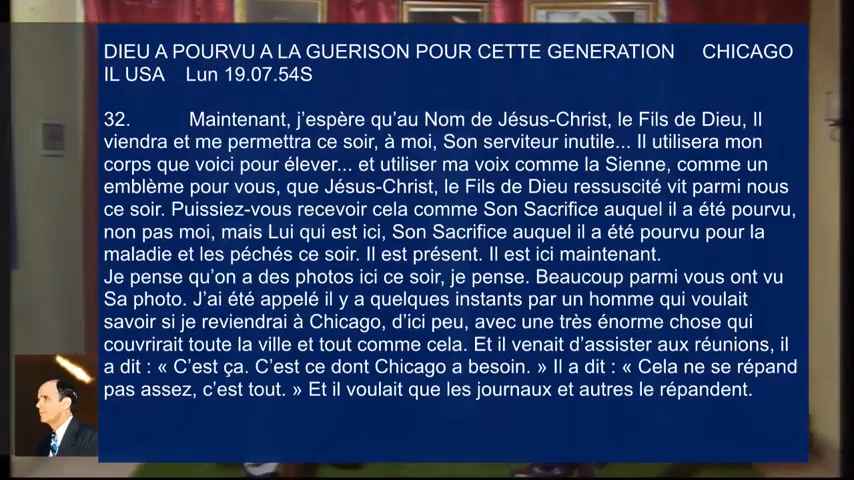 DIEU A POURVU A LA GUERISON POUR CETTE GENERATION CHICAGO
IL USA Lun 19.07.54S
32. Maintenant, j’espère qu’au Nom de Jésus-Christ, le Fils de Dieu, Il
viendra et me permettra ce soir, à moi, Son serviteur inutile... Il utilisera mon
corps que voici pour élever... et utiliser ma voix comme la Sienne, comme un
emblème pour vous, que Jésus-Christ, le Fils de Dieu ressuscité vit parmi nous
ce soir. Puissiez-vous recevoir cela comme Son Sacrifice auquel il a été pourvu,
non pas moi, mais Lui qui est ici, Son Sacrifice auquel il a été pourvu pour la
maladie et les péchés ce soir. Il est présent. Il est ici maintenant.
Je pense qu’on a des photos ici ce soir, je pense. Beaucoup parmi vous ont vu
Sa photo. J’ai été appelé il y a quelques instants par un homme qui voulait
savoir si je reviendrai à Chicago, d’ici peu, avec une très énorme chose qui
couvrirait toute la ville et tout comme cela. Et il venait d’assister aux réunions, il
a dit : « C’est ça. C’est ce dont Chicago a besoin. » Il a dit : « Cela ne se répand
pas assez, c’est tout. » Et il voulait que les journaux et autres le répandent.